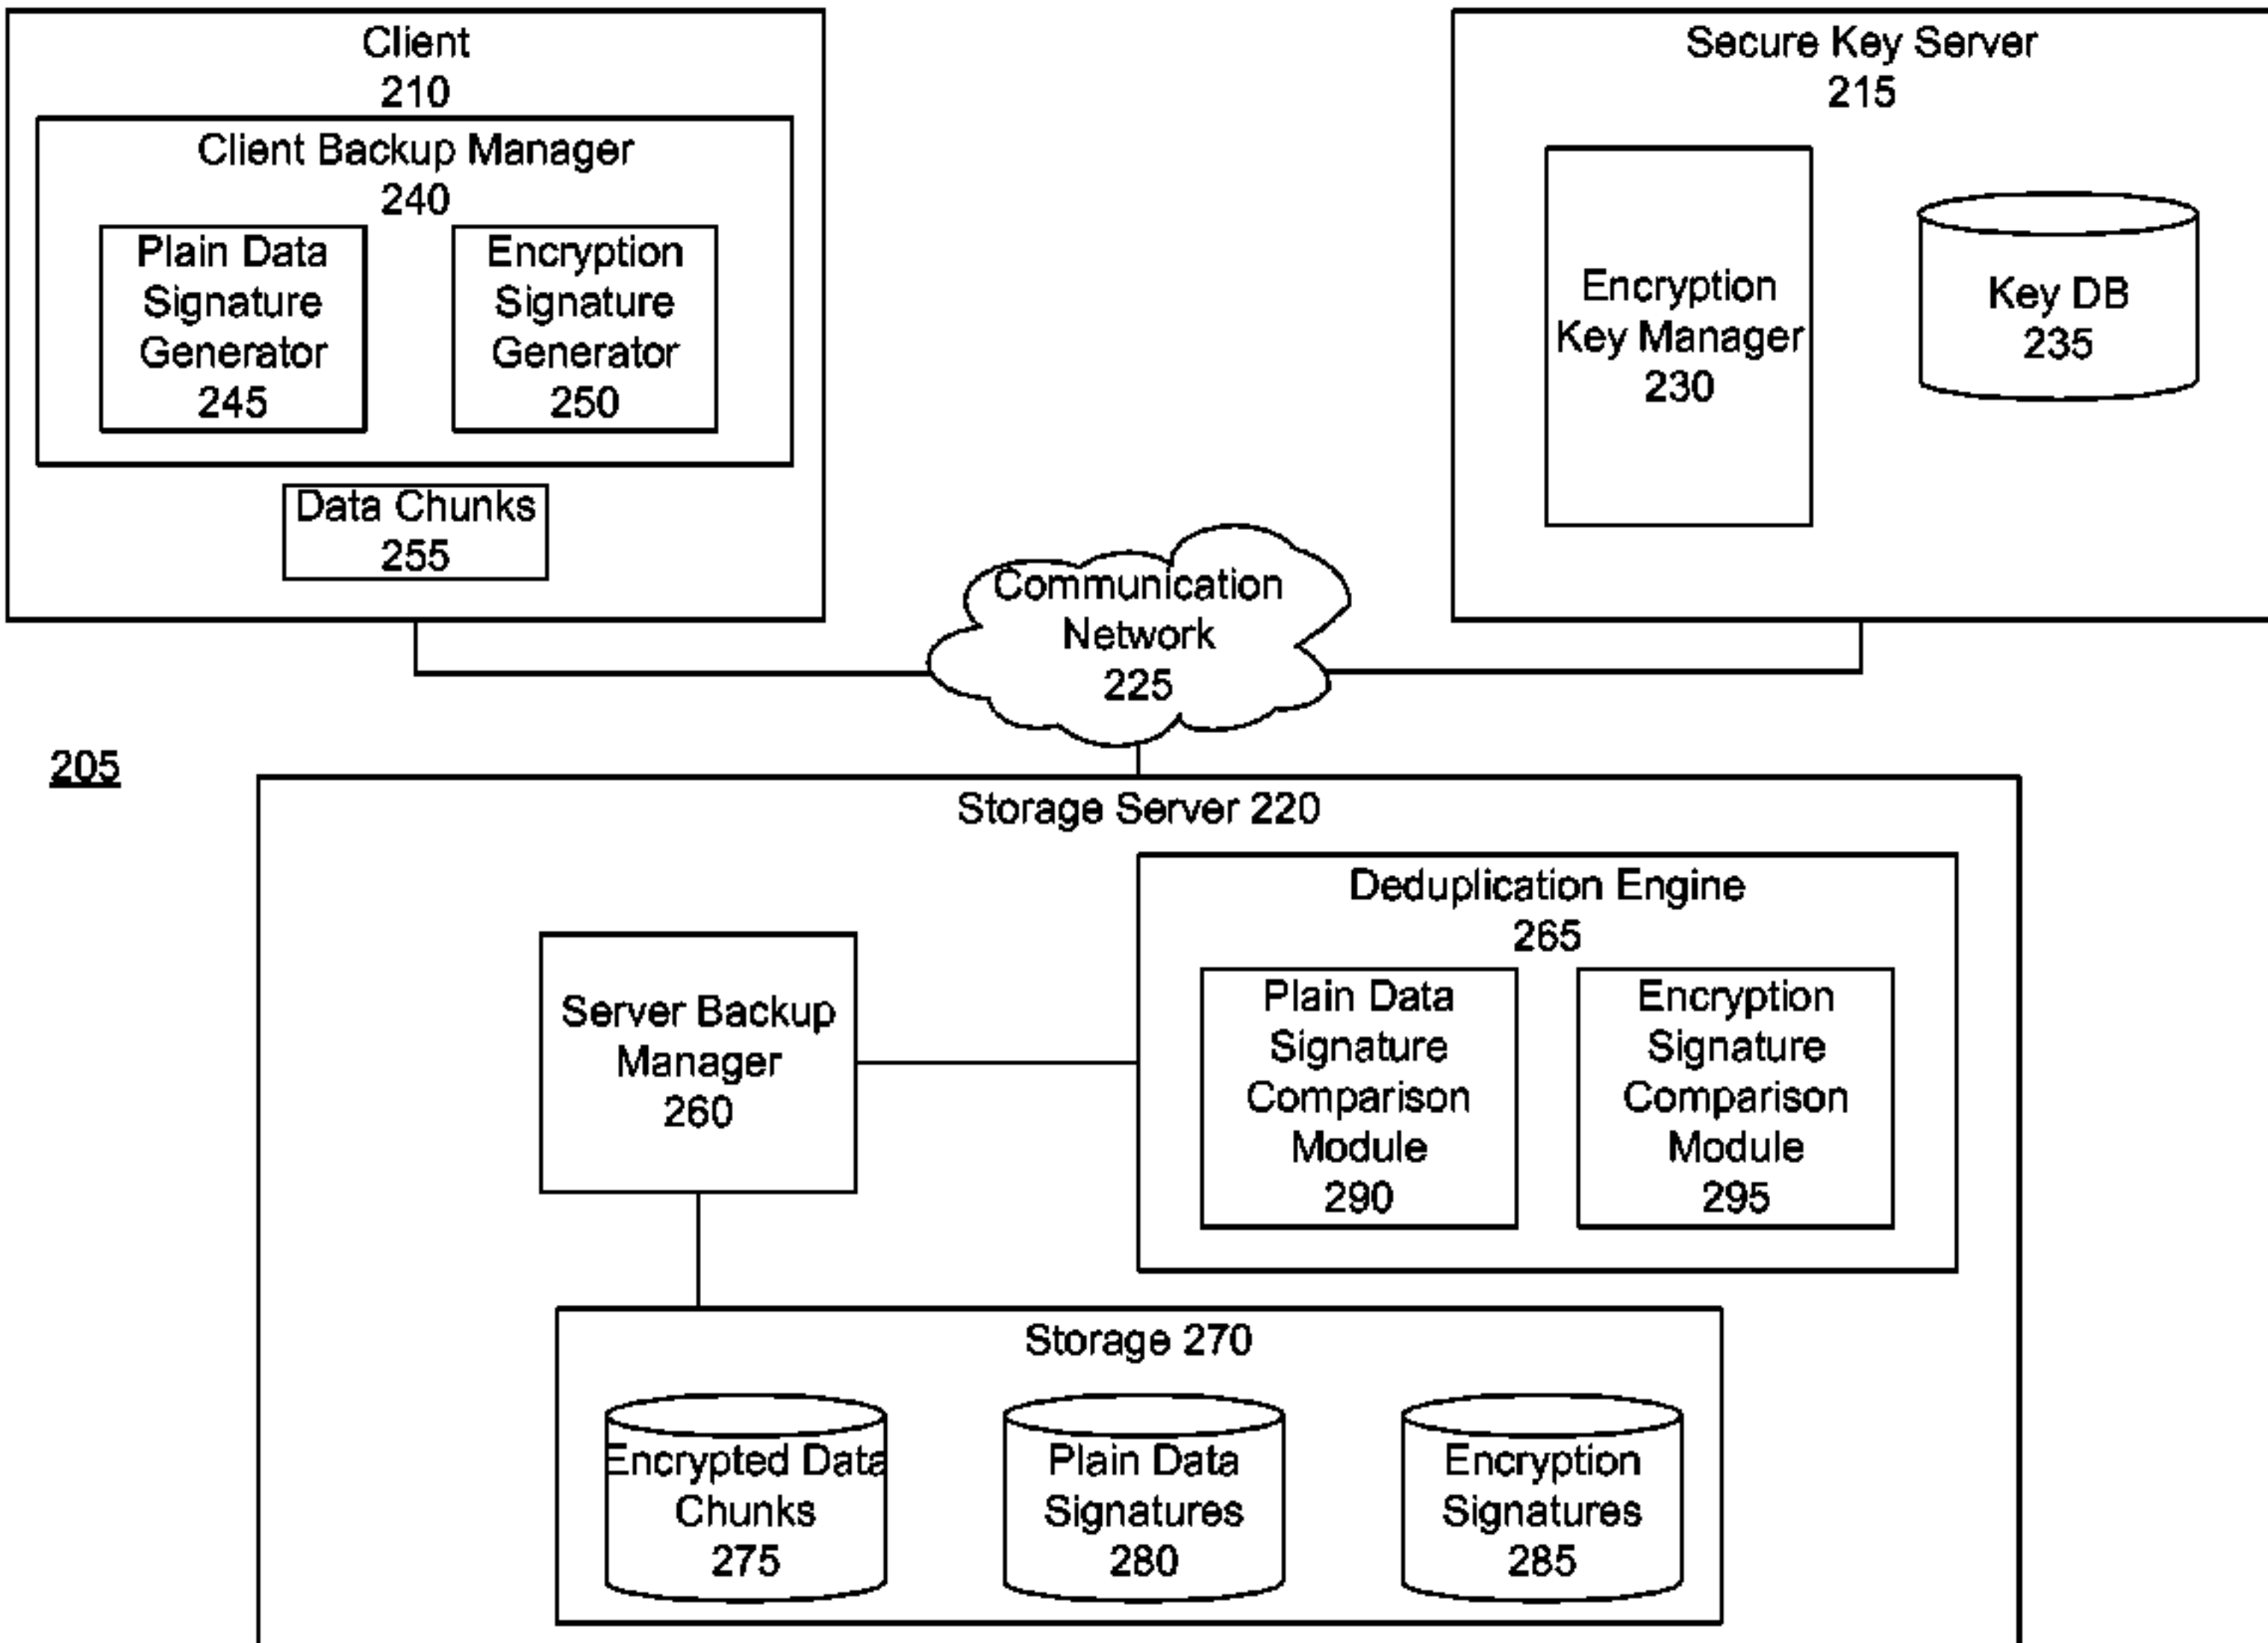 Client
210
Client Backup Manager
240
Plain Data
Signature
Generator
245
Encryption
Signature
Generator
250
Data Chunks
255
Secure Key Server
215
Encryption
Key Manager
230
Key DB
235
Communication
Network
225
205
Storage Server 220
Deduplication Engine
265
Server Backup
Manager
260
Plain Data
Signature
Comparison
Module
290
Encryption
Signature
Comparison
Module
295
Storage 270
Encrypted Data
Chunks
275
Plain Data
Signatures
280
Encryption
Signatures
285